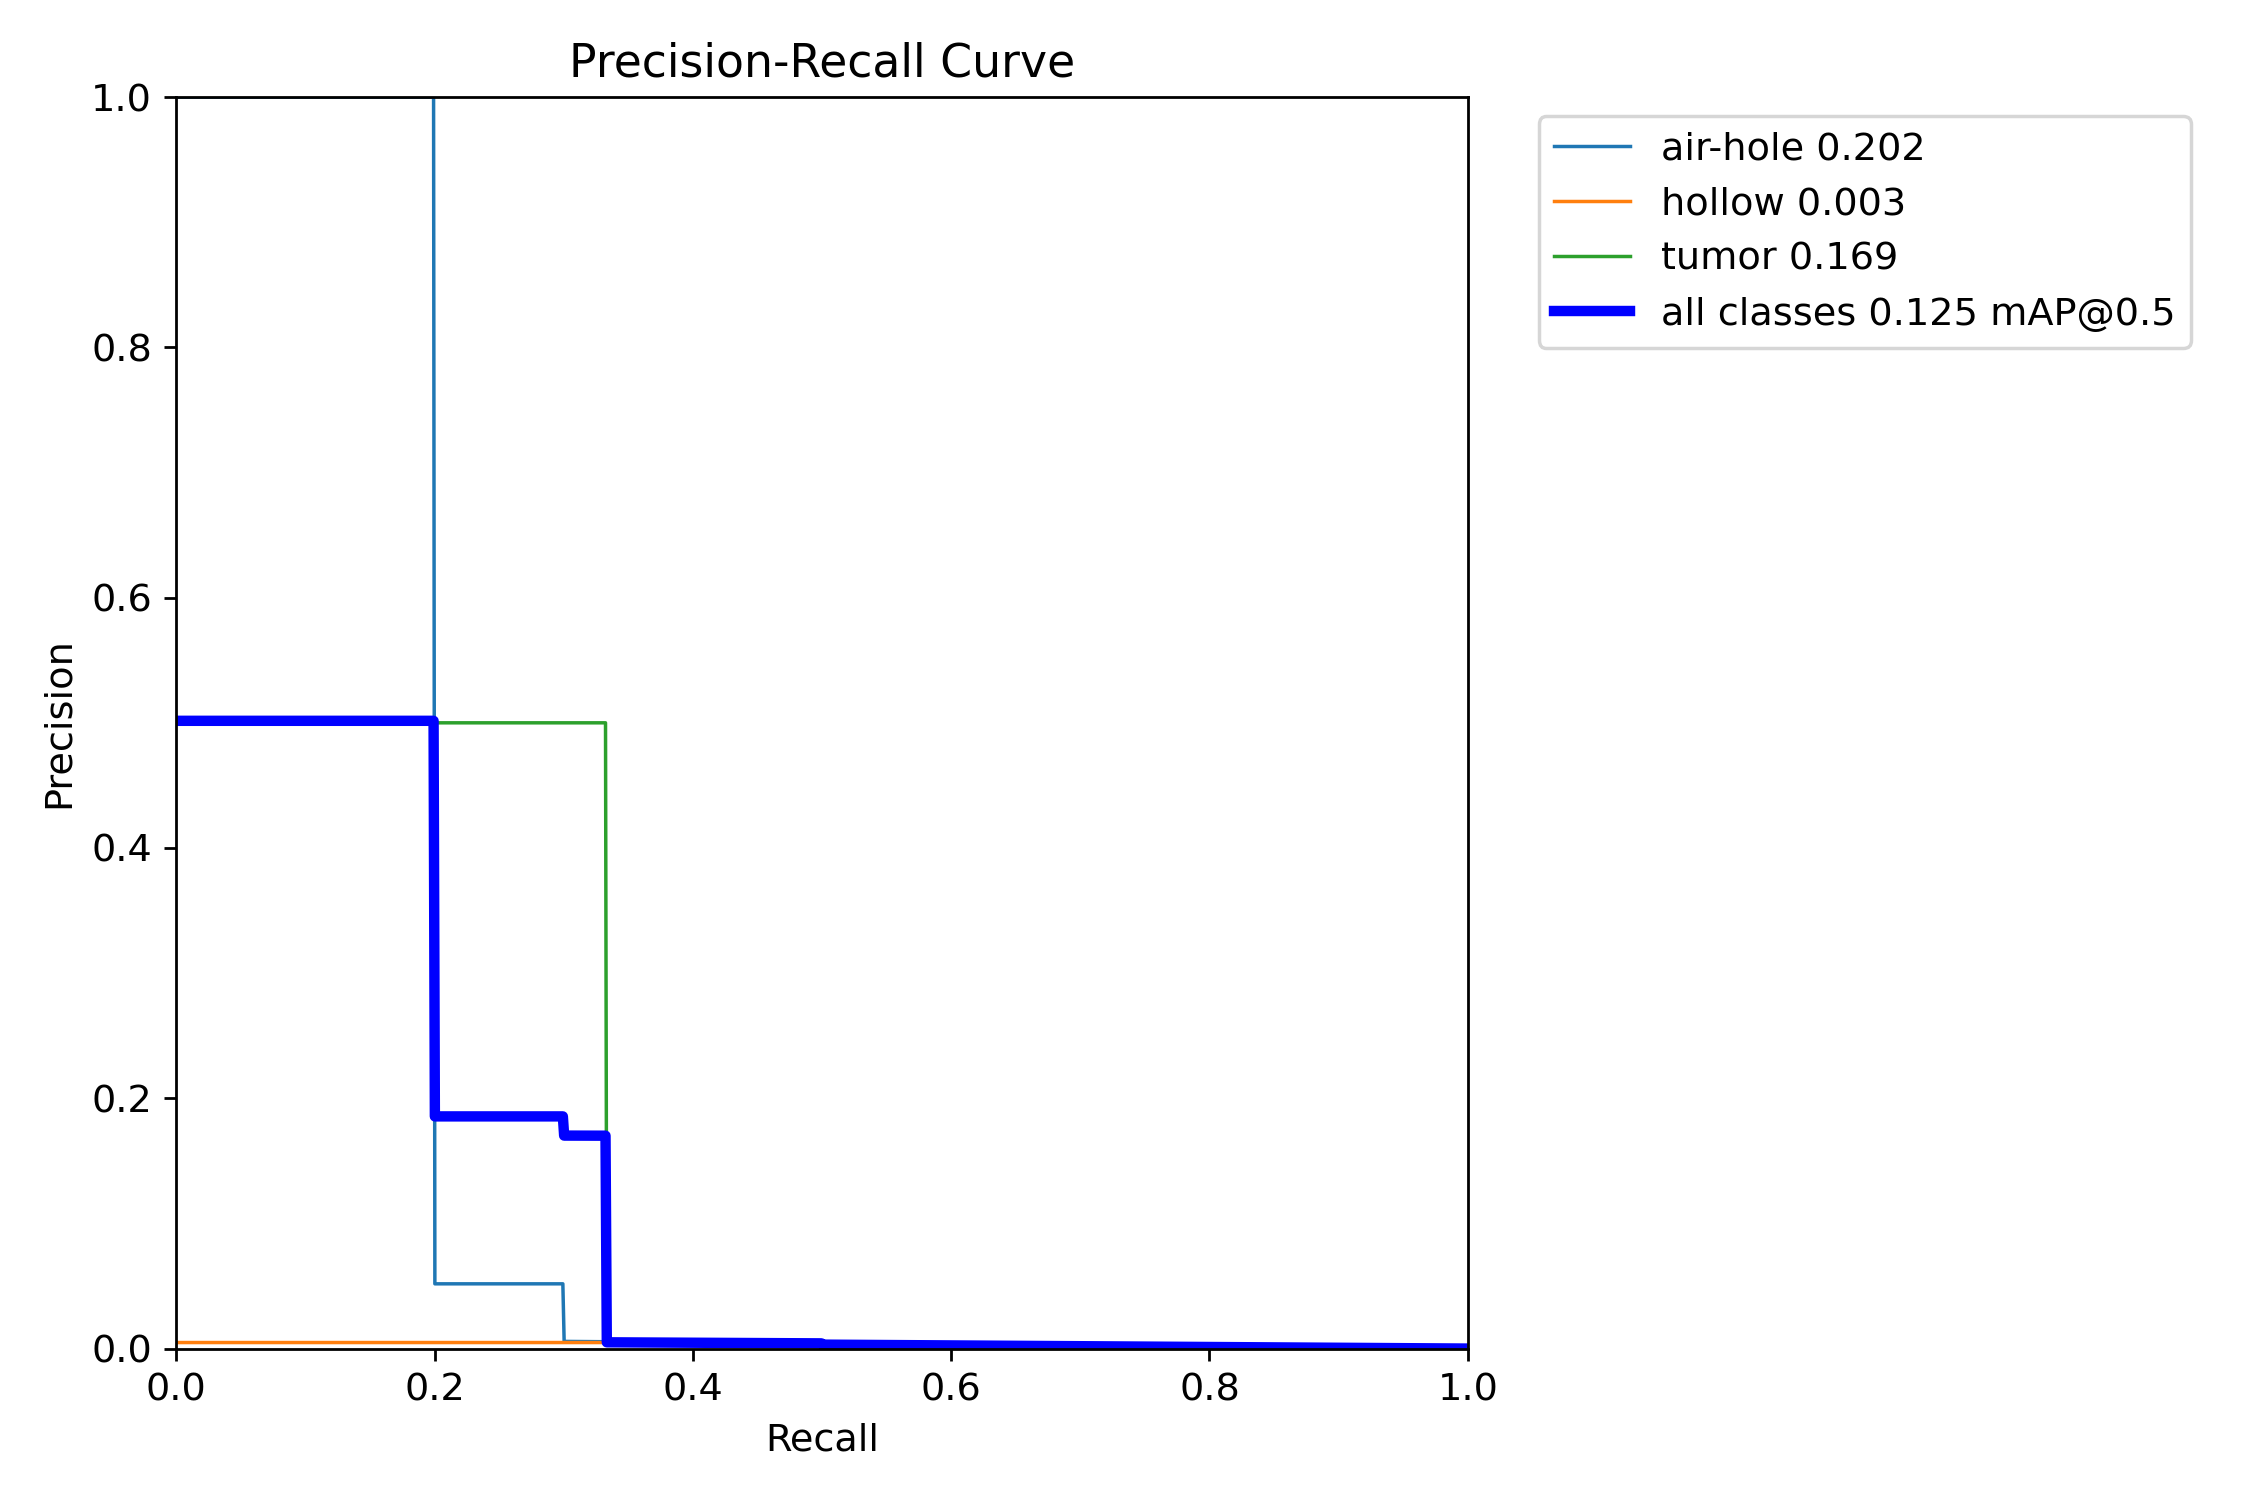 Precision-Recall Curve
1.0
0.8
0.6
0.4
0.2
0.0
Precision
0.0 0.2 0.4 0.6 0.8 1.0
Recall
air-hole 0.202
hollow 0.003
tumor 0.169
all classes 0.125 mAP@0.5